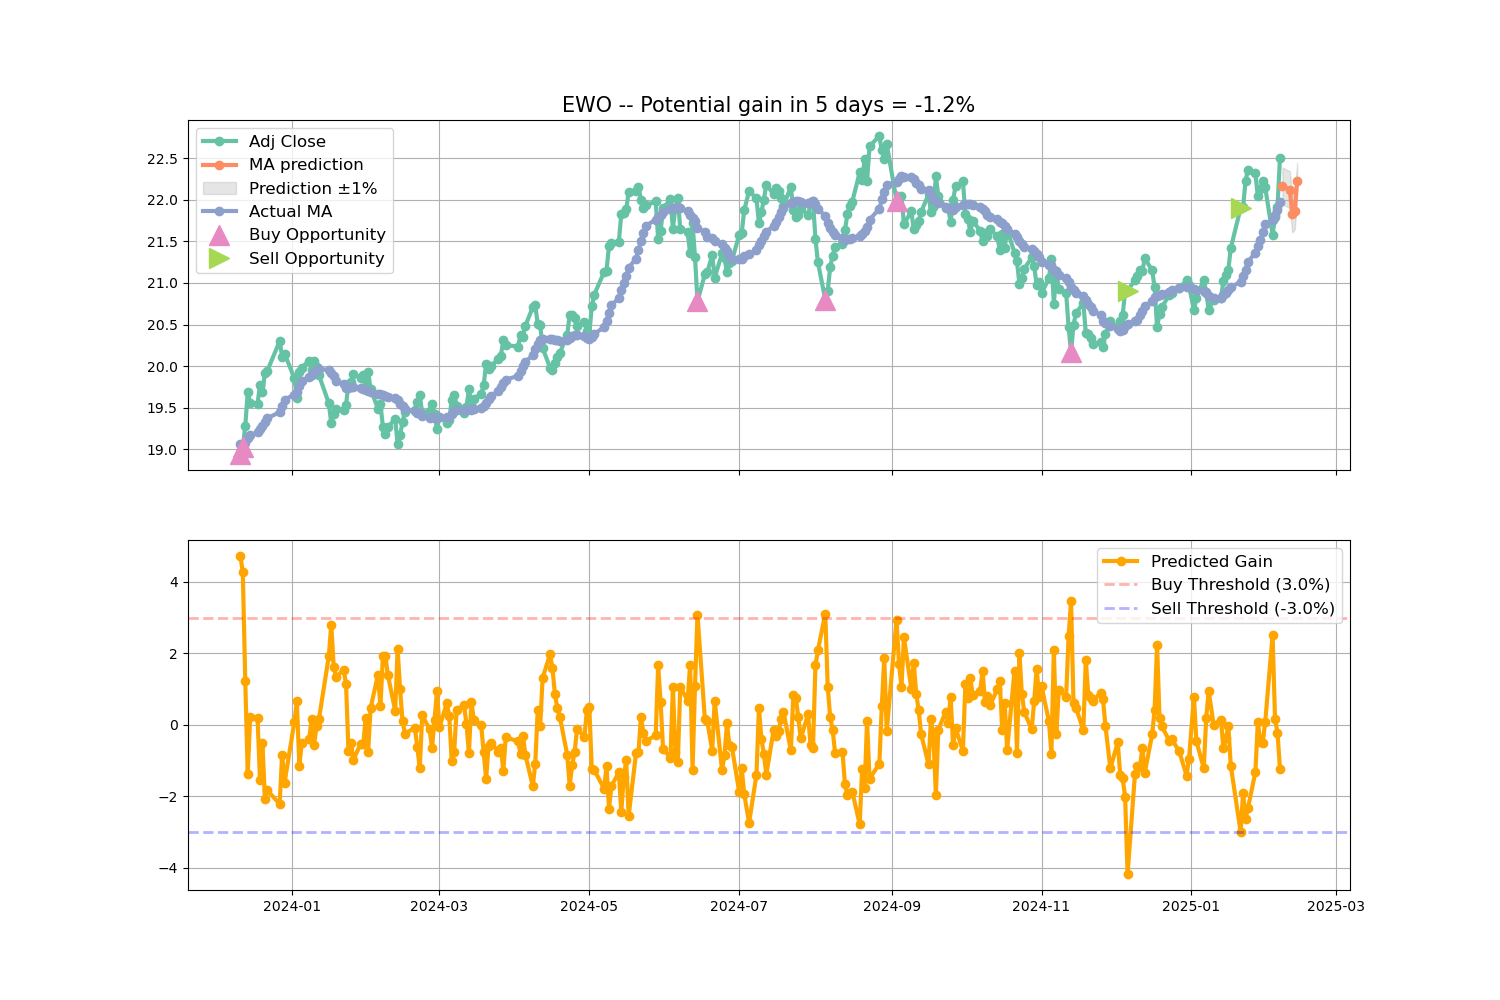 EWO -- Potential gain in 5 days = -1.2%
Adj Close
MA prediction
Prediction ±1%
Actual MA
Buy Opportunity
Sell Opportunity
22.5
22.0
21.5
21.0
20.5
20.0
19.5
19.0
Predicted Gain
Buy Threshold (3.0%)
Sell Threshold (-3.0%)
4
2
0
−2
−4
2024-01
2024-03
2024-05
2024-07
2024-09
2024-11
2025-01
2025-03